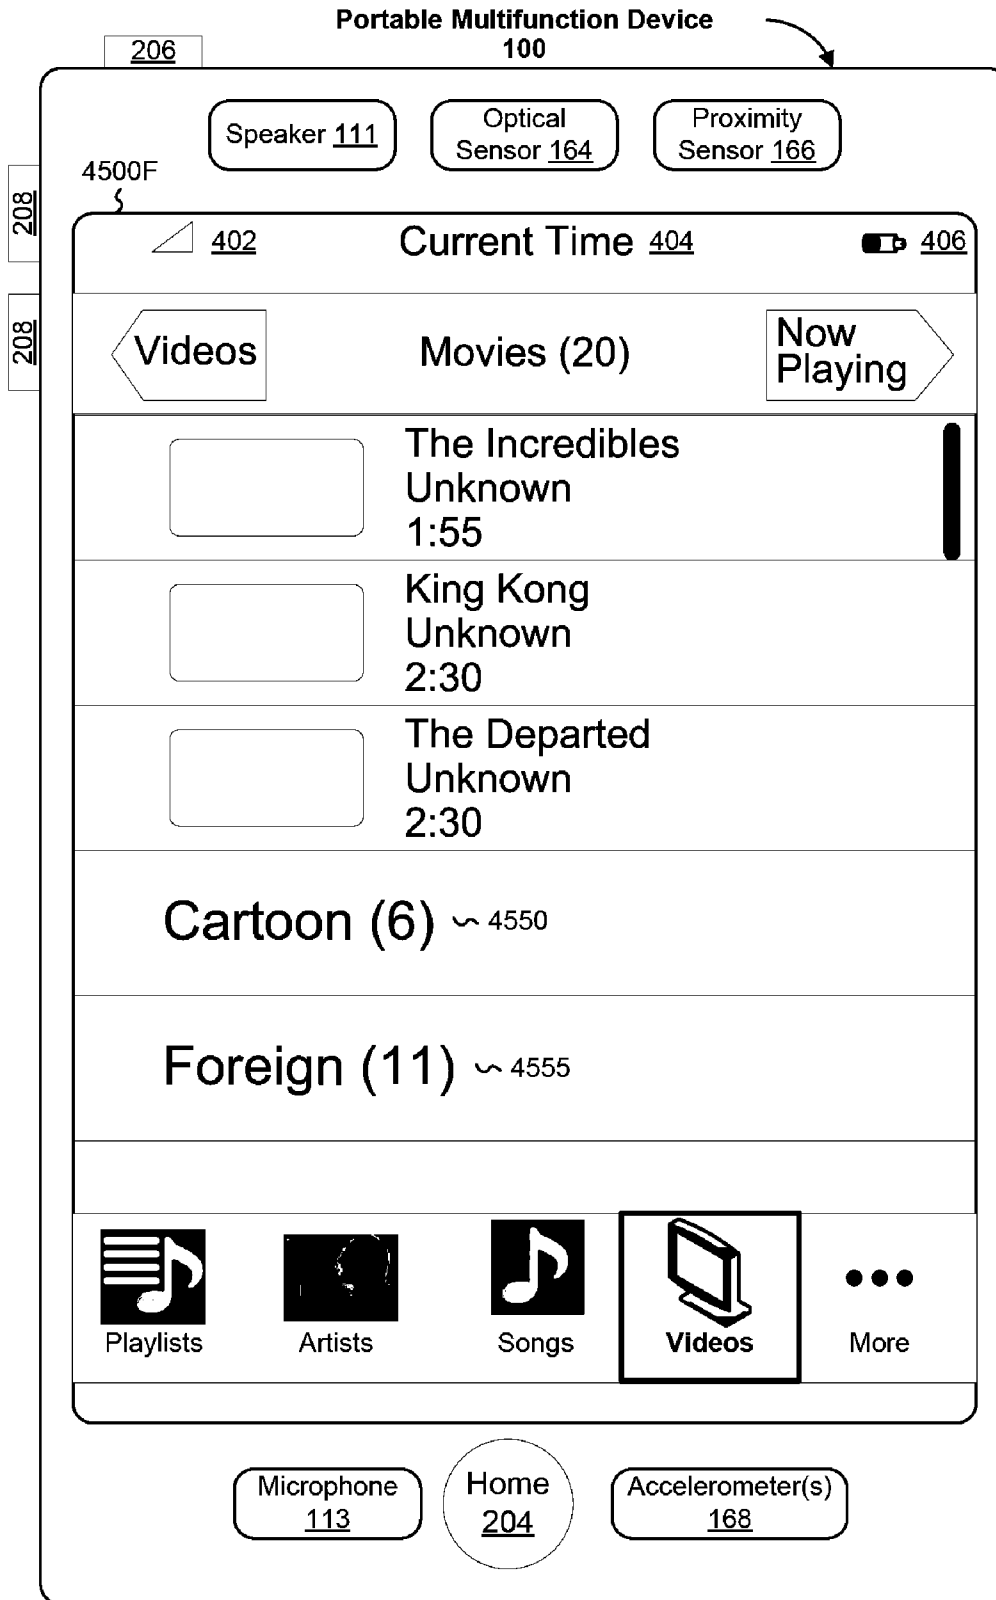 Portable Multifunction Device
100
206
Speaker 111
Optical
Sensor 164
Proximity
Sensor 166
4500F
208
208
402
Current Time 404
406
Videos
Movies (20)
Now
Playing
The Incredibles
Unknown
1:55
King Kong
Unknown
2:30
The Departed
Unknown
2:30
Cartoon (6)
4550
Foreign (11)
4555
Playlists
Artists
Songs
Videos
More
Microphone
113
Home
204
Accelerometer(s)
168